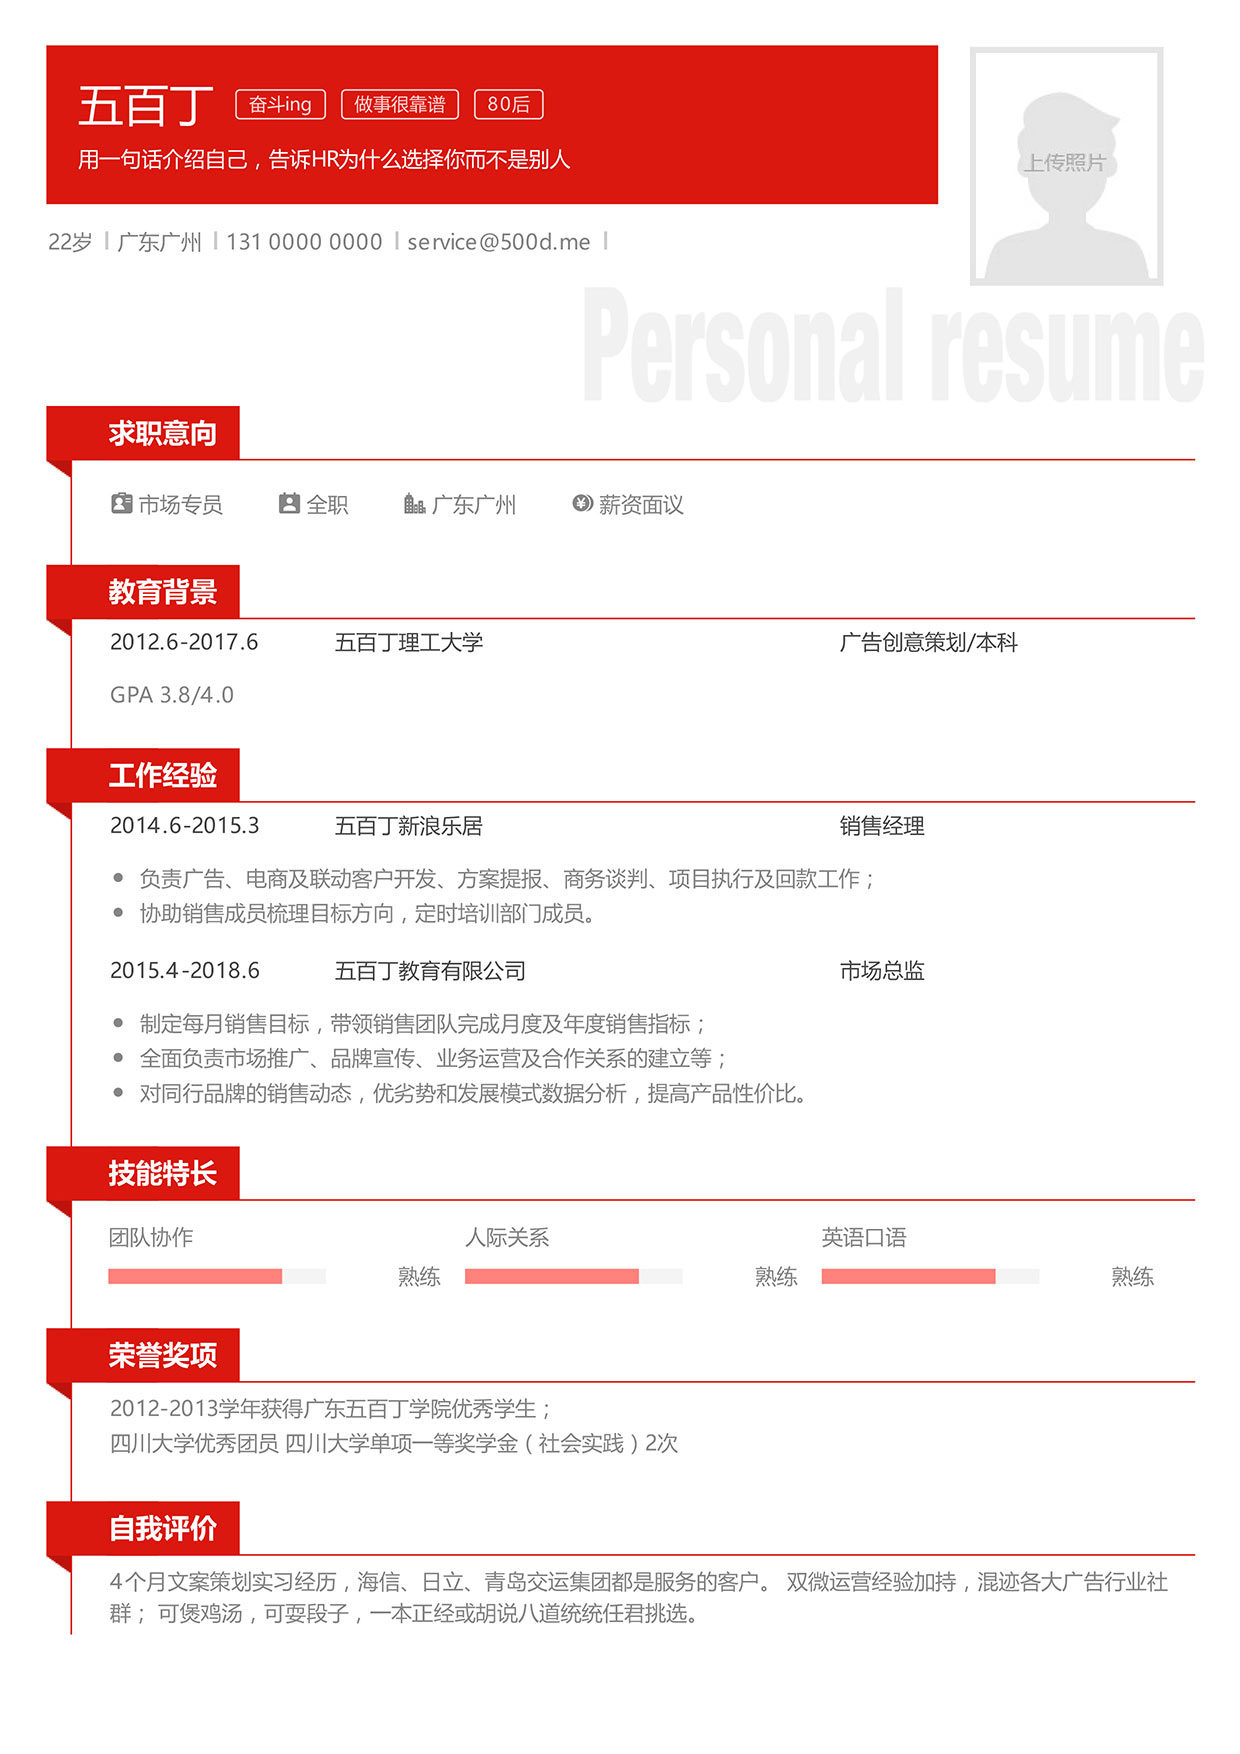 五百丁 奋斗ing 做事很靠谱 80后
用一句话介绍自己，告诉HR为什么选择你而不是别人
上传照片
22岁 | 广东广州 | 131 0000 0000 | service@500d.me |
Personal resume
求职意向
市场专员 全职 广东广州 薪资面议
教育背景
2012.6-2017.6 五百丁理工大学 广告创意策划/本科
GPA 3.8/4.0
工作经验
2014.6-2015.3 五百丁新浪乐居 销售经理
● 负责广告、电商及联动客户开发、方案提报、商务谈判、项目执行及回款工作；
● 协助销售成员梳理目标方向，定时培训部门成员。
2015.4-2018.6 五百丁教育有限公司 市场总监
● 制定每月销售目标，带领销售团队完成月度及年度销售指标；
● 全面负责市场推广、品牌宣传、业务运营及合作关系的建立等；
● 对同行品牌的销售动态，优劣势和发展模式数据分析，提高产品性价比。
技能特长
团队协作 人际关系 英语口语
熟练 熟练 熟练
荣誉奖项
2012-2013学年获得广东五百丁学院优秀学生；
四川大学优秀团员 四川大学单项一等奖学金（社会实践）2次
自我评价
4个月文案策划实习经历，海信、日立、青岛交运集团都是服务的客户。 双微运营经验加持，混迹各大广告行业社
群； 可煲鸡汤，可耍段子，一本正经或胡说八道统统任君挑选。